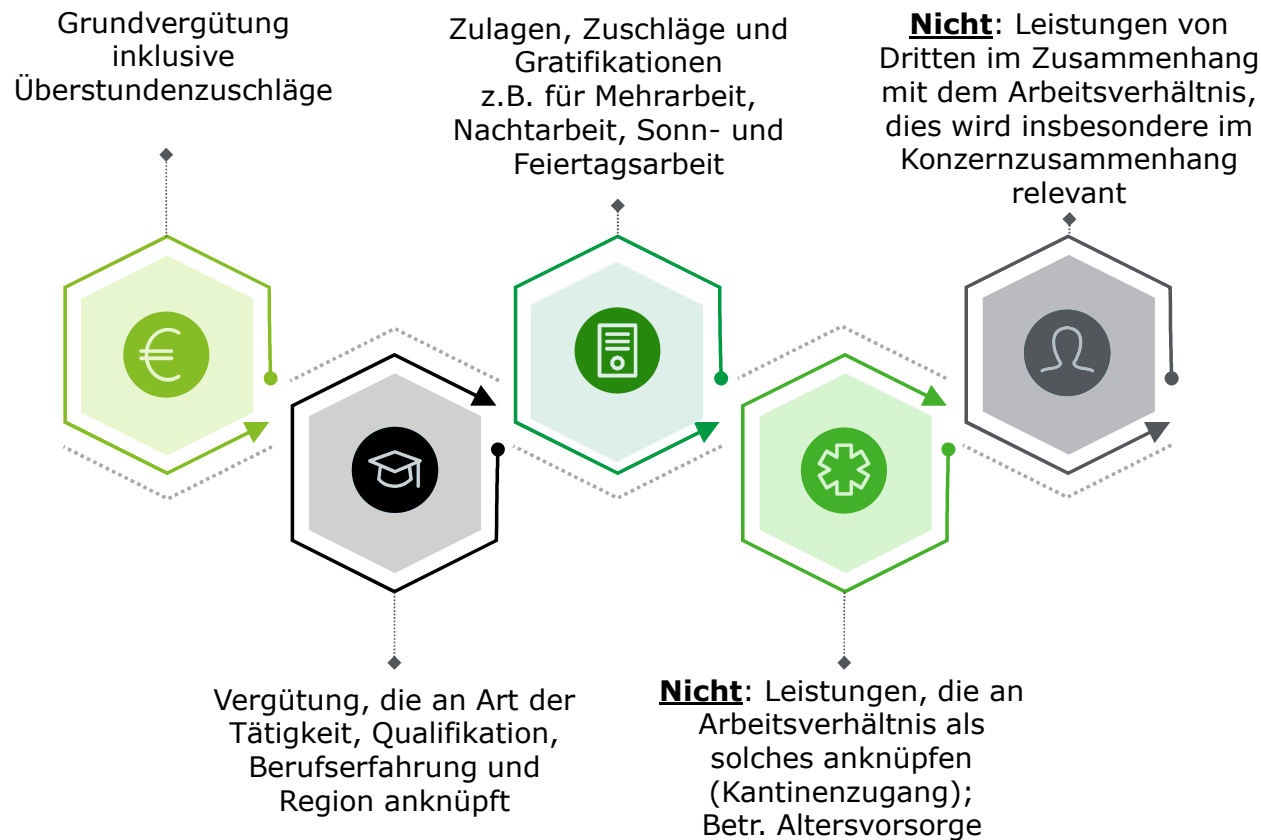 Grundvergütung
inklusive
Überstundenzuschläge
Vergütung, die an Art der
Tätigkeit, Qualifikation,
Berufserfahrung und
Region anknüpft
Zulagen, Zuschläge und
Gratifikationen
z.B. für Mehrarbeit,
Nachtarbeit, Sonn- und
Feiertagsarbeit
Nicht: Leistungen, die an
Arbeitsverhältnis als
solches anknüpfen
(Kantinenzugang);
Betr. Altersvorsorge
Nicht: Leistungen von
Dritten im Zusammenhang
mit dem Arbeitsverhältnis,
dies wird insbesondere im
Konzernzusammenhang
relevant